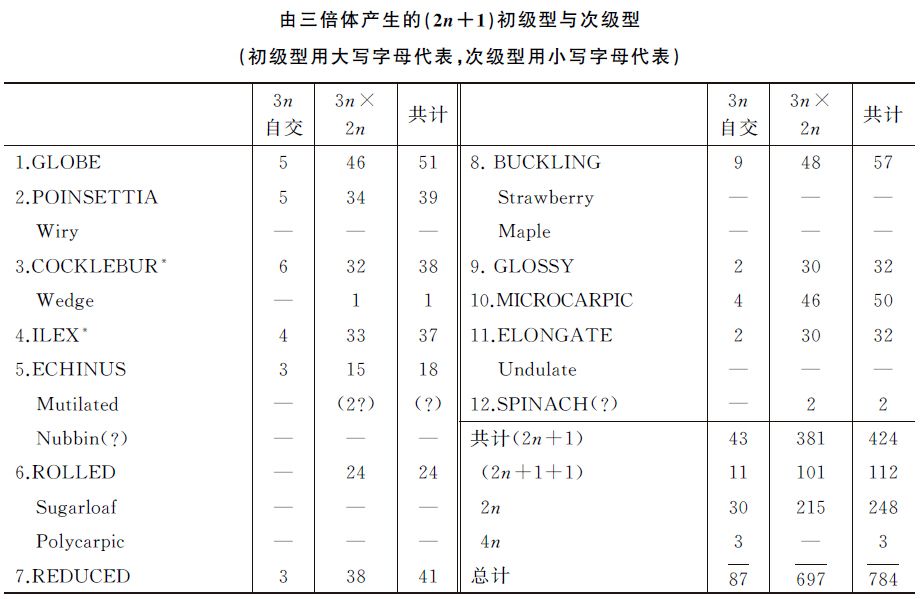 由三倍体产生的(2n+1)初级型与次级型
(初级型用大写字母代表,次级型用小写字母代表)
3n自交 3n×2n 共计 3n自交 3n×2n 共计
1.GLOBE 5 46 51 8. BUCKLING 9 48 57
2.POINSETTIA 5 34 39 Strawberry — — —
Wiry — — — Maple — — —
3.COCKLEBUR* 6 32 38 9. GLOSSY 2 30 32
Wedge — 1 1 10.MICROCARPIC 4 46 50
4.ILEX* 4 33 37 11.ELONGATE 2 30 32
5.ECHINUS 3 15 18 Undulate — — —
Mutilated — (2?) (?) 12.SPINACH(?) — 2 2
Nubbin(?) — — — 共计(2n+1) 43 381 424
6.ROLLED — 24 24 (2n+1+1) 11 101 112
Sugarloaf — — — 2n 30 215 248
Polycarpic — — — 4n 3 — 3
7.REDUCED 3 38 41 总计 87 697 784